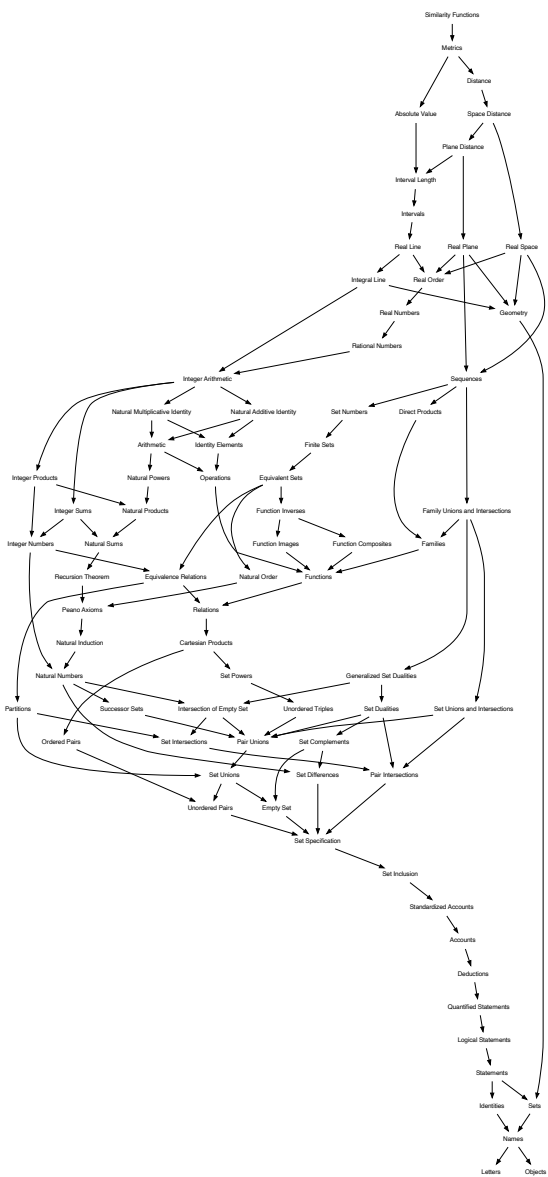 Similarity Functions
Metrics
Distance
Absolute Value
Space Distance
Plane Distance
Interval Length
Intervals
Real Line
Real Plane
Real Space
Integral Line
Real Order
Real Numbers
Geometry
Rational Numbers
Integer Arithmetic
Sequences
Natural Multiplicative Identity
Natural Additive Identity
Set Numbers
Direct Products
Arithmetic
Identity Elements
Finite Sets
Integer Products
Natural Powers
Operations
Equivalent Sets
Integer Sums
Natural Products
Function Inverses
Family Unions and Intersections
Integer Numbers
Natural Sums
Function Images
Function Composites
Families
Recursion Theorem
Equivalence Relations
Natural Order
Functions
Peano Axioms
Relations
Natural Induction
Cartesian Products
Natural Numbers
Set Powers
Generalized Set Dualities
Partitions
Successor Sets
Intersection of Empty Set
Unordered Triples
Set Dualities
Set Unions and Intersections
Ordered Pairs
Set Intersections
Pair Unions
Set Complements
Set Unions
Set Differences
Pair Intersections
Unordered Pairs
Empty Set
Set Specification
Set Inclusion
Standardized Accounts
Accounts
Deductions
Quantified Statements
Logical Statements
Statements
Identities
Sets
Names
Letters
Objects